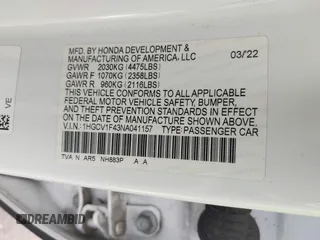 MFD. BY HONDA DEVELOPMENT &
MANUFACTURING OF AMERICA, LLC
03/22
GVWR 2030KG (4475LBS)
GAWR F 1070KG (2358LBS)
GAWR R 960KG (2116LBS)
THIS VEHICLE CONFORMS TO ALL APPLICABLE
FEDERAL MOTOR VEHICLE SAFETY, BUMPER,
AND THEFT PREVENTION STANDARDS IN EFFECT
ON THE DATE OF MANUFACTURE SHOWN ABOVE.
V.I.N.: 1HGCV1F43NA041157 TYPE: PASSENGER CAR
TVA N AR5 NH883P A A
VE
© DREAMBID.COM